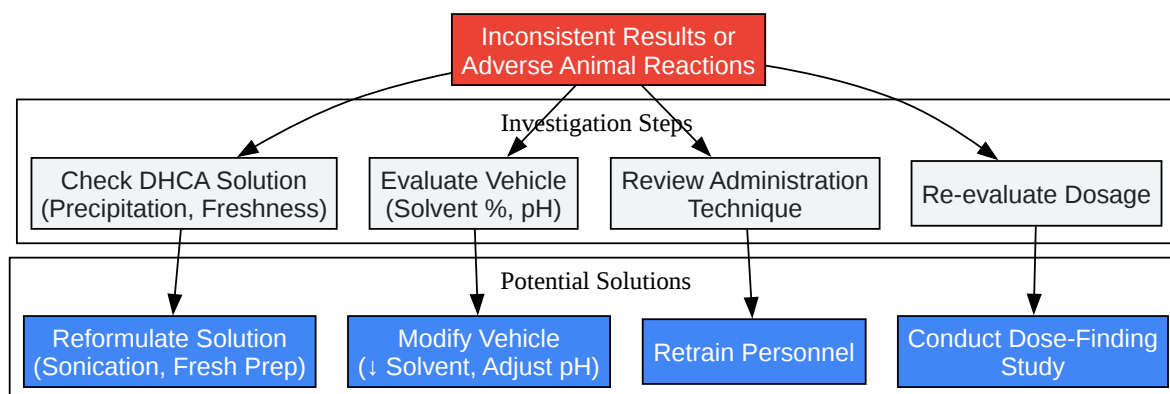 Inconsistent Results or
Adverse Animal Reactions
Investigation Steps
Check DHCA Solution
(Precipitation, Freshness)
Evaluate Vehicle
(Solvent %, pH)
Review Administration
Technique
Re-evaluate Dosage
Potential Solutions
Reformulate Solution
(Sonication, Fresh Prep)
Modify Vehicle
(↓ Solvent, Adjust pH)
Retrain Personnel
Conduct Dose-Finding
Study